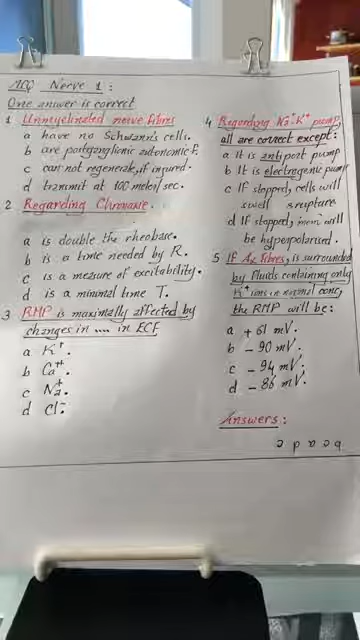 MCQ Nerve 1:
One answer is correct
1 Unmyelinated nerve fibres
a have no Schwann's cells.
b are postganglionic autonomic f.
c can not regenerate, if injured.
d transmit at 100 meter/sec.
2 Regarding Chronaxie.
a is double the rheobase.
b is a time needed by R.
c is a measure of excitability.
d is a minimal time T.
3 RMP is maximally affected by
changes in .... in ECF
a K+.
b Ca++.
c Na+.
d Cl-.
4 Regarding Na+-K+ pump,
all are correct except:
a It is antiport pump
b It is electrogenic pump
c If stopped, cells will
swell & rupture
d If stopped, mem. will
be hyperpolarised.
5 If A fibres, is surrounded
by fluids containing only
K+ ions in normal conc,
the RMP will be:
a +61 mV.
b -90 mV.
c -94 mV.
d -86 mV.
Answers: